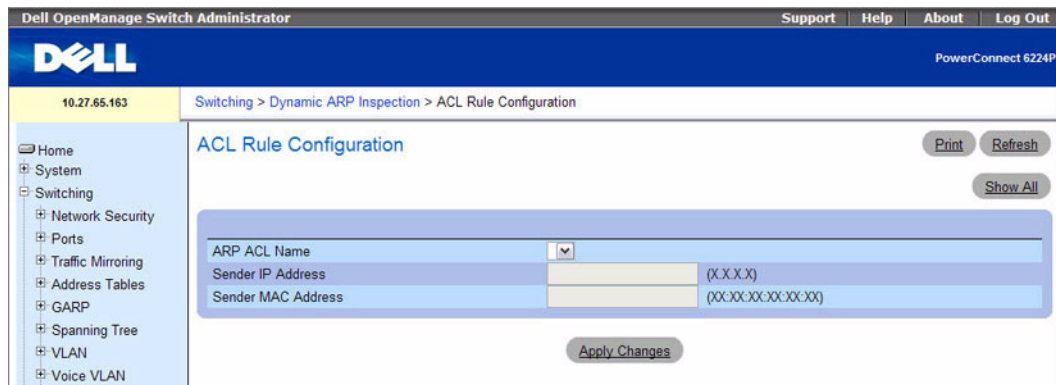 Dell OpenManage Switch Administrator
Support Help About Log Out
DELL
PowerConnect 6224P
10.27.65.163
Switching > Dynamic ARP Inspection > ACL Rule Configuration
Home
System
Switching
Network Security
Ports
Traffic Mirroring
Address Tables
GARP
Spanning Tree
VLAN
Voice VLAN
ACL Rule Configuration
Print Refresh
Show All
ARP ACL Name
Sender IP Address (X.X.X.X)
Sender MAC Address (XX:XX:XX:XX:XX:XX)
Apply Changes